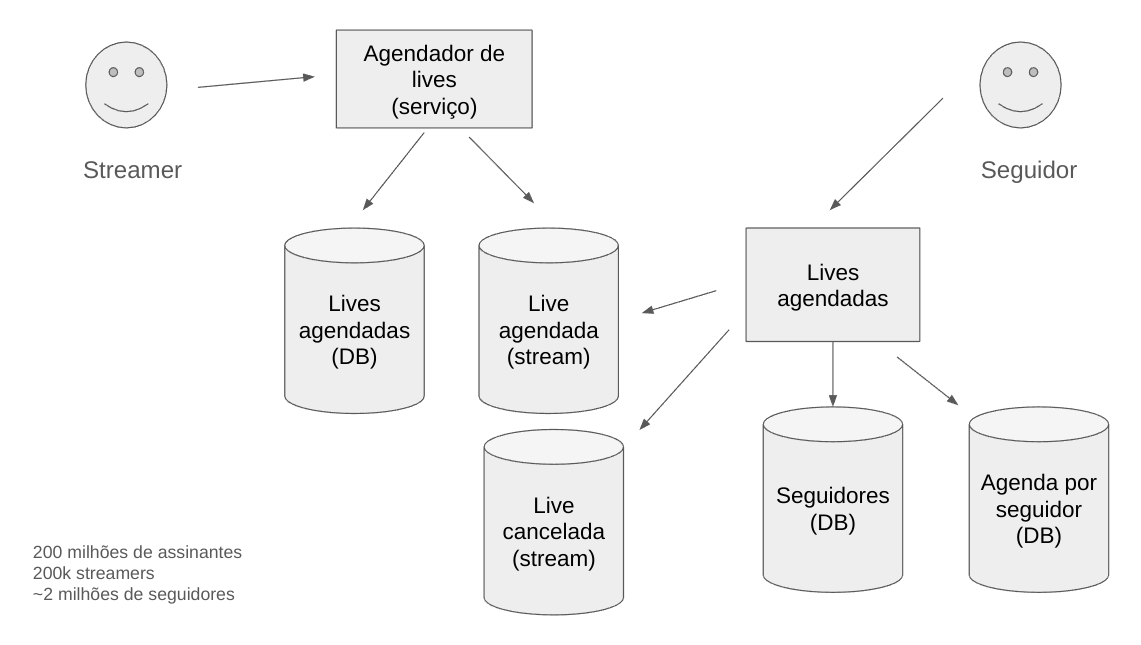 Agendador de
lives
(serviço)
Streamer
Seguidor
Lives
agendadas
(DB)
Live
agendada
(stream)
Lives
agendadas
Live
cancelada
(stream)
Seguidores
(DB)
Agenda por
seguidor
(DB)
200 milhões de assinantes
200k streamers
~2 milhões de seguidores